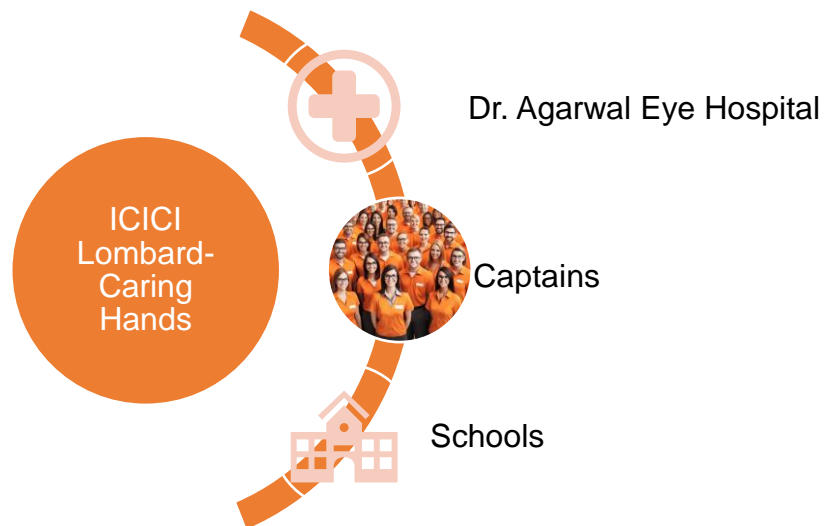 ICICI
Lombard-
Caring
Hands
Dr. Agarwal Eye Hospital
Captains
Schools